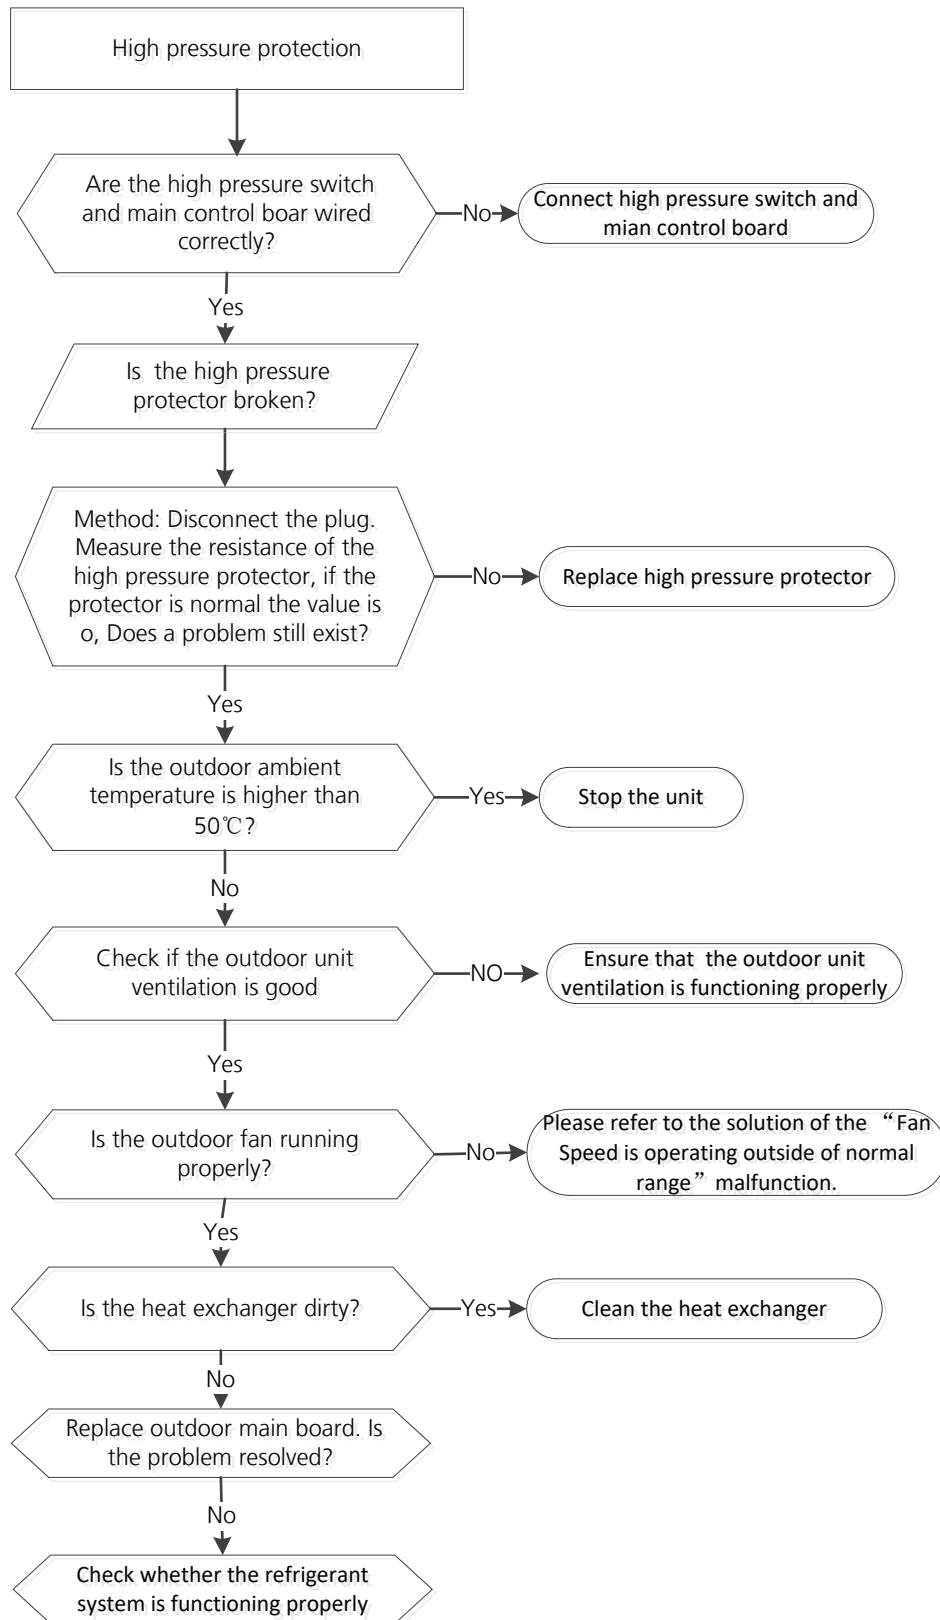 High pressure protection
Are the high pressure switch
and main control boar wired
correctly?
No
Connect high pressure switch and
mian control board
Yes
Is the high pressure
protector broken?
Method: Disconnect the plug.
Measure the resistance of the
high pressure protector, if the
protector is normal the value is
o, Does a problem still exist?
No
Replace high pressure protector
Yes
Is the outdoor ambient
temperature is higher than
50℃?
Yes
Stop the unit
No
Check if the outdoor unit
ventilation is good
NO
Ensure that the outdoor unit
ventilation is functioning properly
Yes
Is the outdoor fan running
properly?
No
Please refer to the solution of the “Fan
Speed is operating outside of normal
range” malfunction.
Yes
Is the heat exchanger dirty?
Yes
Clean the heat exchanger
No
Replace outdoor main board. Is
the problem resolved?
No
Check whether the refrigerant
system is functioning properly